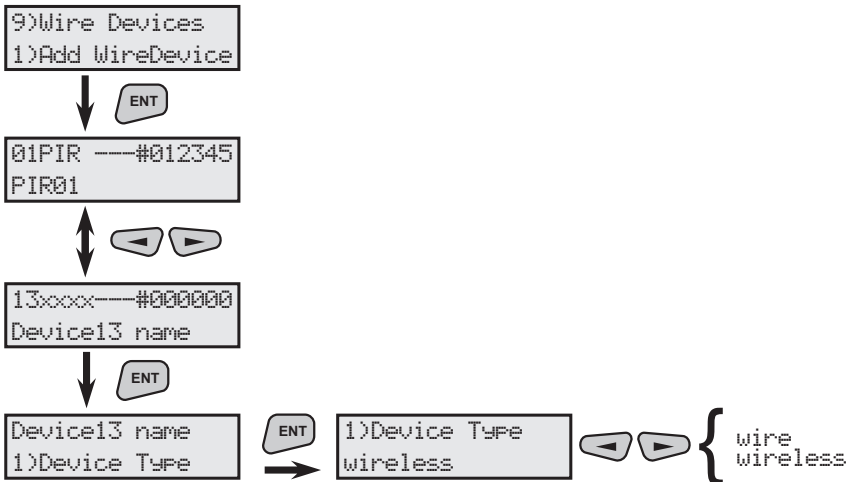 9)Wire Devices
1)Add WireDevice
ENT
01PIR ---#012345
PIR01
13xxxx---#000000
Device13 name
ENT
Device13 name
1)Device Type
ENT
1)Device Type
wireless
wire
wireless